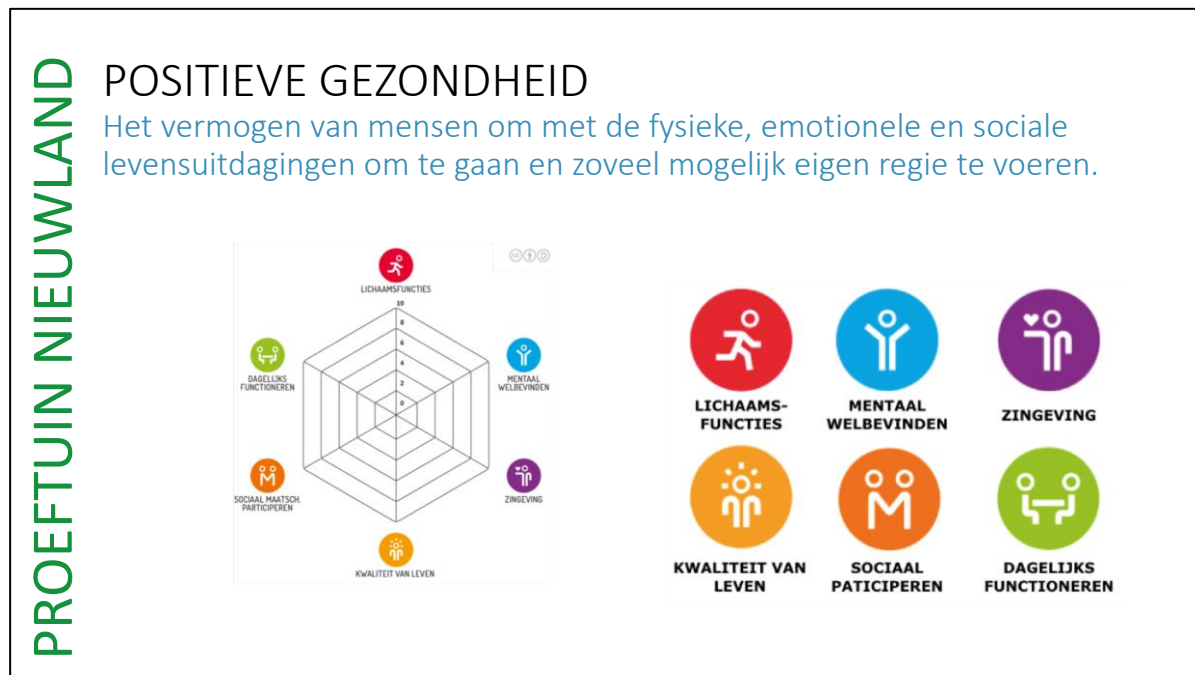 PROEFTUIN NIEUWLAND
POSITIEVE GEZONDHEID
Het vermogen van mensen om met de fysieke, emotionele en sociale
levensuitdagingen om te gaan en zoveel mogelijk eigen regie te voeren.
LICHAAMSFUNCTIES
10
8
6
4
2
0
DAGELIJKS
FUNCTIONEREN
MENTAAL
WELBEVINDEN
SOCIAAL MAATSCH.
PARTICIPEREN
ZINGEVING
KWALITEIT VAN LEVEN
LICHAAMS-
FUNCTIES
MENTAAL
WELBEVINDEN
ZINGEVING
KWALITEIT VAN
LEVEN
SOCIAAL
PATICIPEREN
DAGELIJKS
FUNCTIONEREN